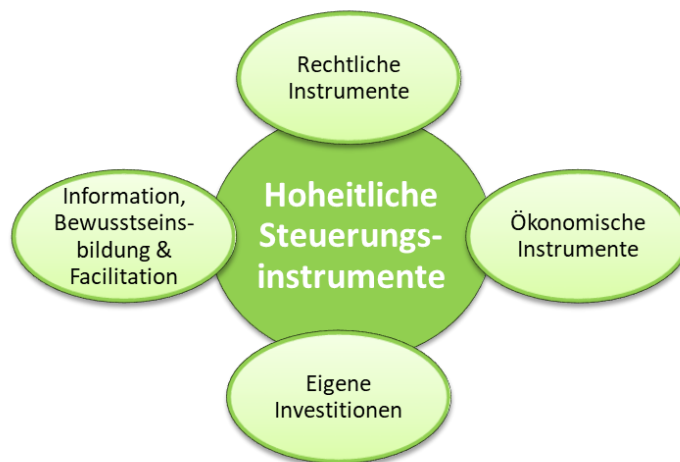 Rechtliche
Instrumente
Information,
Bewusstseins-
bildung &
Facilitation
Hoheitliche
Steuerungs-
instrumente
Ökonomische
Instrumente
Eigene
Investitionen